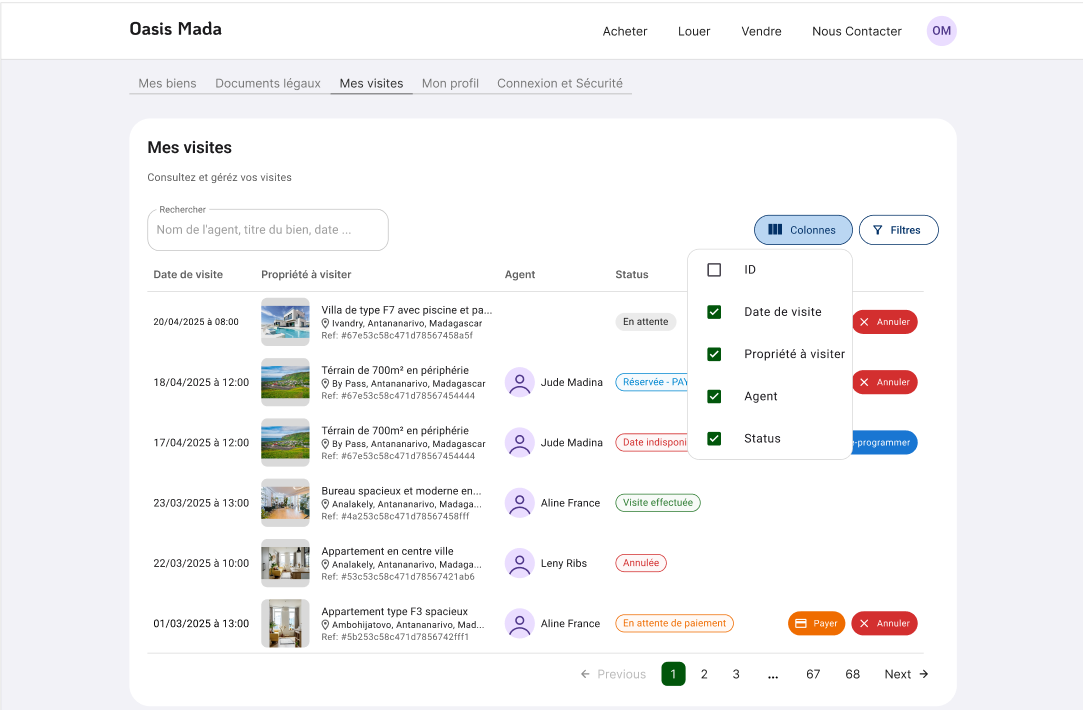 Oasis Mada
Acheter
Louer
Vendre
Nous Contacter
OM
Mes biens
Documents légaux
Mes visites
Mon profil
Connexion et Sécurité
Mes visites
Consultez et géréz vos visites
Rechercher
Nom de l'agent, titre du bien, date ...
Colonnes
Filtres
ID
Date de visite
Propriété à visiter
Agent
Status
Date de visite
Propriété à visiter
Agent
Status
20/04/2025 à 08:00
Villa de type F7 avec piscine et pa...
Ivandry, Antananarivo, Madagascar
Ref: #67e53c58c471d78567458a5f
En attente
Annuler
18/04/2025 à 12:00
Térrain de 700m² en périphérie
By Pass, Antananarivo, Madagascar
Ref: #67e53c58c471d78567454444
Jude Madina
Réservée - PAY
Annuler
17/04/2025 à 12:00
Térrain de 700m² en périphérie
By Pass, Antananarivo, Madagascar
Ref: #67e53c58c471d78567454444
Jude Madina
Date indisponi
-programmer
23/03/2025 à 13:00
Bureau spacieux et moderne en...
Analakely, Antananarivo, Madaga...
Ref: #4a253c58c471d78567458fff
Aline France
Visite effectuée
22/03/2025 à 10:00
Appartement en centre ville
Analakely, Antananarivo, Madaga...
Ref: #53c53c58c471d78567421ab6
Leny Ribs
Annulée
01/03/2025 à 13:00
Appartement type F3 spacieux
Ambohijatovo, Antananarivo, Mad...
Ref: #5b253c58c471d7856742fff1
Aline France
En attente de paiement
Payer
Annuler
Previous
1
2
3
...
67
68
Next